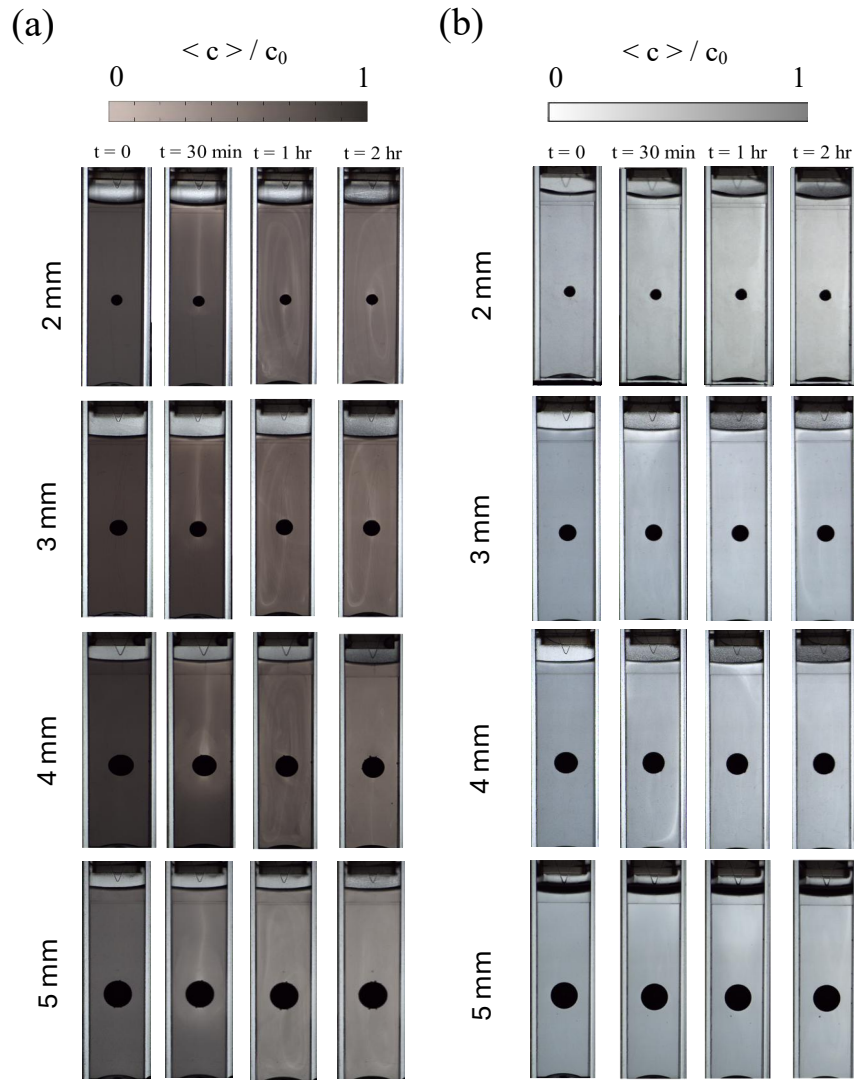 (a)
< c > / c₀
0 1
t = 0 t = 30 min t = 1 hr t = 2 hr
2 mm
3 mm
4 mm
5 mm
(b)
< c > / c₀
0 1
t = 0 t = 30 min t = 1 hr t = 2 hr
2 mm
3 mm
4 mm
5 mm